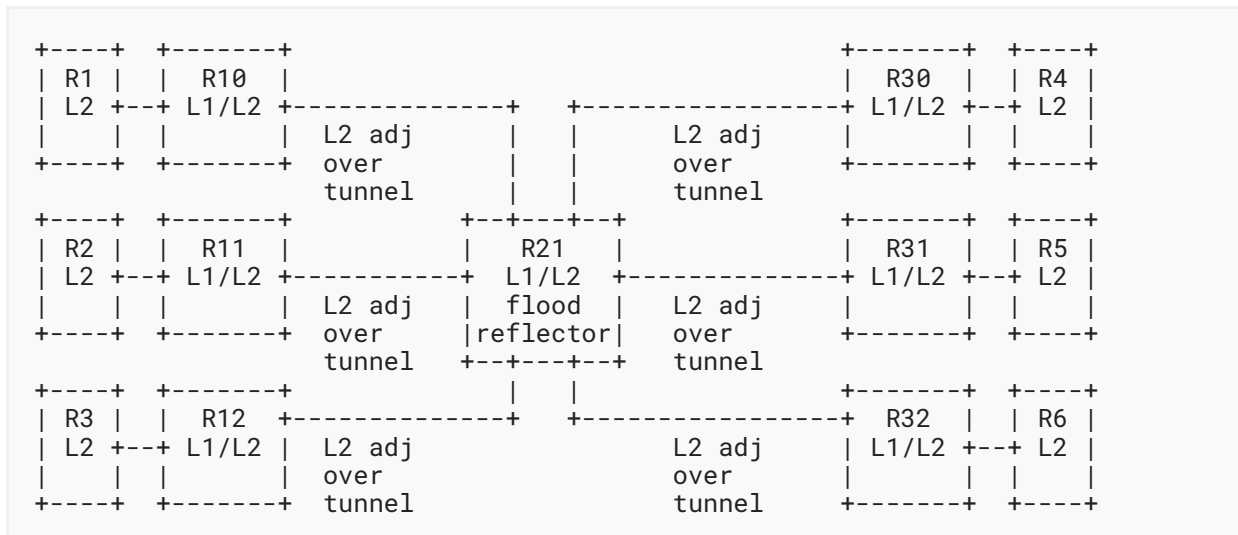 R1 R10 R30 R4
L2 L1/L2 L1/L2 L2
L2 adj L2 adj
over over
tunnel tunnel
R2 R11 R21 R31 R5
L2 L1/L2 L1/L2 L1/L2 L2
L2 adj flood L2 adj
over reflector over
tunnel tunnel
R3 R12 R32 R6
L2 L1/L2 L2 adj L2 adj L1/L2 L2
over over
tunnel tunnel